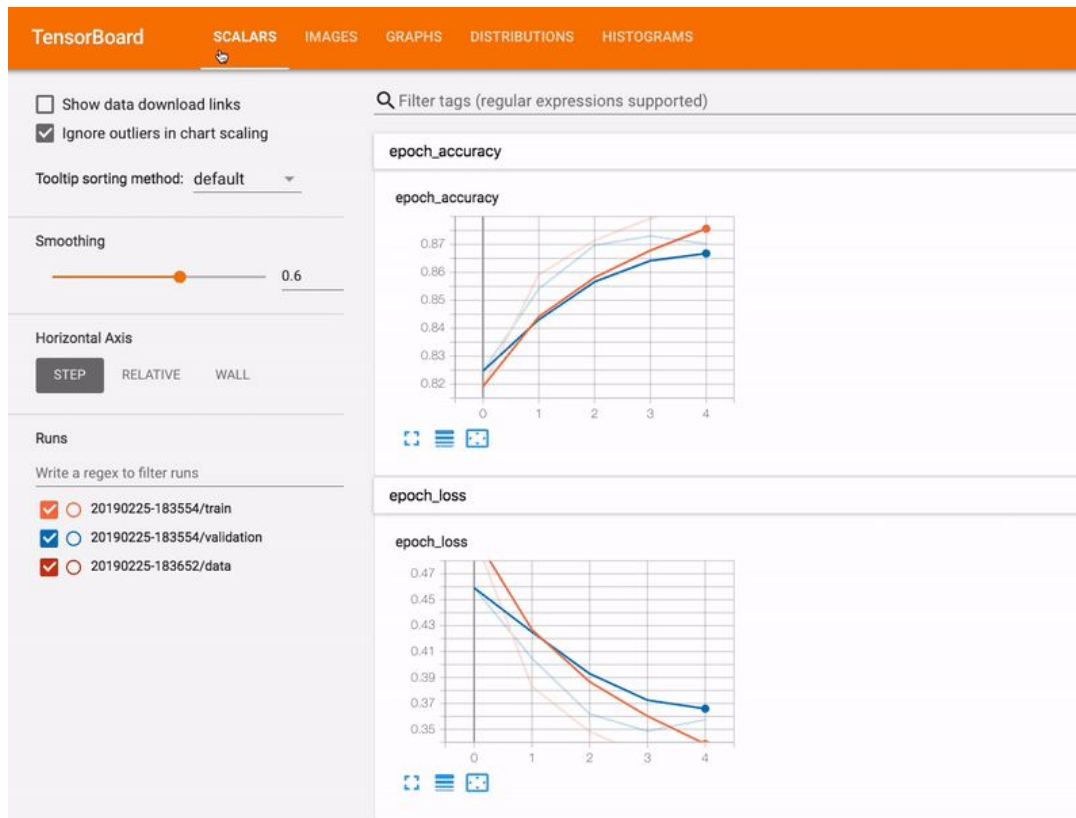 TensorBoard SCALARS IMAGES GRAPHS DISTRIBUTIONS HISTOGRAMS
Show data download links
Ignore outliers in chart scaling
Tooltip sorting method: default
Smoothing
0.6
Horizontal Axis
STEP RELATIVE WALL
Runs
Write a regex to filter runs
20190225-183554/train
20190225-183554/validation
20190225-183652/data
Filter tags (regular expressions supported)
epoch_accuracy
epoch_accuracy
0.87
0.86
0.85
0.84
0.83
0.82
0 1 2 3 4
epoch_loss
epoch_loss
0.47
0.45
0.43
0.41
0.39
0.37
0.35
0 1 2 3 4